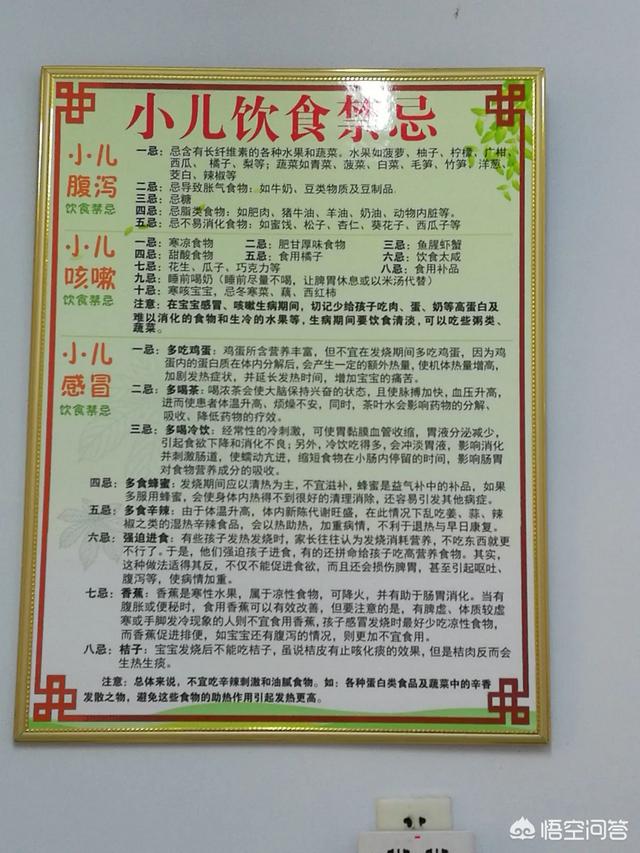 小儿饮食禁忌
小儿
腹泻
饮食禁忌
一忌：忌含有长纤维素的各种水果和蔬菜。水果如菠萝、柚子、柠檬、广柑、
西瓜、橘子、梨等；蔬菜如青菜、菠菜、白菜、毛笋、竹笋、洋葱、
茭白、辣椒等
二忌：忌导致胀气食物：如牛奶、豆类物质及豆制品.
三忌：忌糖
四忌：忌脂类食物：如肥肉、猪牛油、羊油、奶油、动物内脏等。
五忌：忌不易消化食物：如蜜饯、松子、杏仁、葵花子、西瓜子等
小儿
咳嗽
饮食禁忌
一忌：寒凉食物 二忌：肥甘厚味食物 三忌：鱼腥虾蟹
四忌：甜酸食物 五忌：食用橘子 六忌：饮食太咸
七忌：花生、瓜子、巧克力等 八忌：食用补品
九忌：睡前喝奶（睡前尽量不喝，让脾胃休息或以米汤代替）
十忌：寒咳宝宝，忌冬寒菜、藕、西红柿
注意：在宝宝感冒、咳嗽生病期间，切记少给孩子吃肉、蛋、奶等高蛋白及
难以消化的食物和生冷的水果等，生病期间要饮食清淡，可以吃些粥类、
蔬菜。
小儿
感冒
饮食禁忌
一忌：多吃鸡蛋：鸡蛋所含营养丰富，但不宜在发烧期间多吃鸡蛋，因为鸡
蛋内的蛋白质在体内分解后，会产生一定的额外热量，使机体热量增高，
加剧发热症状，并延长发热时间，增加宝宝的痛苦。
二忌：多喝茶：喝浓茶会使大脑保持兴奋的状态，且使脉搏加快，血压升高，
进而使患者体温升高、烦燥不安，同时，茶叶水会影响药物的分解、
吸收、降低药物的疗效。
三忌：多喝冷饮：经常性的冷刺激，可使胃黏膜血管收缩，胃液分泌减少，
引起食欲下降和消化不良；另外，冷饮吃得多，会冲淡胃液，影响消化
并刺激肠道，使蠕动亢进，缩短食物在小肠内停留的时间，影响肠胃
对食物营养成分的吸收。
四忌：多食蜂蜜：发烧期间应以清热为主，不宜滋补，蜂蜜是益气补中的补品，如果
多服用蜂蜜，会使身体内热得不到很好的清理消除，还容易引发其他病症。
五忌：多食辛辣：由于体温升高，体内新陈代谢旺盛，在此情况下乱吃姜、蒜、辣
椒之类的湿热辛辣食品，会以热助热，加重病情，不利于退热与早日康复。
六忌：强迫进食：有些孩子发热发烧时，家长往往认为发烧消耗营养，不吃东西就更
不行了。于是，他们强迫孩子进食，有的还拼命给孩子吃高营养食物。其实，
这种做法适得其反，不仅不能促进食欲，而且还会损伤脾胃，甚至引起呕吐、
腹泻等，使病情加重。
七忌：香蕉：香蕉是寒性水果，属于凉性食物，可降火，并有助于肠胃消化。当有
腹胀或便秘时，食用香蕉可以有效改善，但要注意的是，有脾虚、体质较虚
寒或手脚发冷现象的人则不宜食用香蕉，孩子感冒发烧时最好少吃凉性食物，
而香蕉促进排便，如宝宝还有腹泻的情况，则更加不宜食用。
八忌：桔子：宝宝发烧后不能吃桔子，虽说桔皮有止咳化痰的效果，但是桔肉反而会
生热生痰。
注意：总体来说，不宜吃辛辣刺激和油腻食物。如：各种蛋白类食品及蔬菜中的辛香
发散之物，避免这些食物的助热作用引起发热更高。
悟空问答